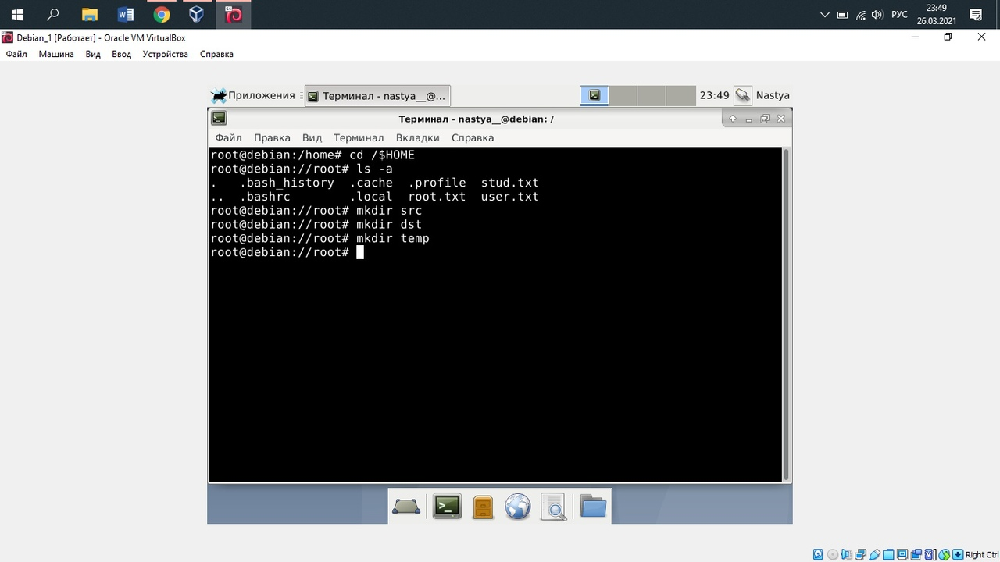 23:49
РУС
26.03.2021
Debian_1 [Работает] - Oracle VM VirtualBox
Файл Машина Вид Ввод Устройства Справка
Приложения Терминал - nastya__@... 23:49 Nastya
Терминал - nastya__@debian: /
Файл Правка Вид Терминал Вкладки Справка
root@debian:/home# cd /$HOME
root@debian://root# ls -a
. .bash_history .cache .profile stud.txt
.. .bashrc .local root.txt user.txt
root@debian://root# mkdir src
root@debian://root# mkdir dst
root@debian://root# mkdir temp
root@debian://root#
Right Ctrl